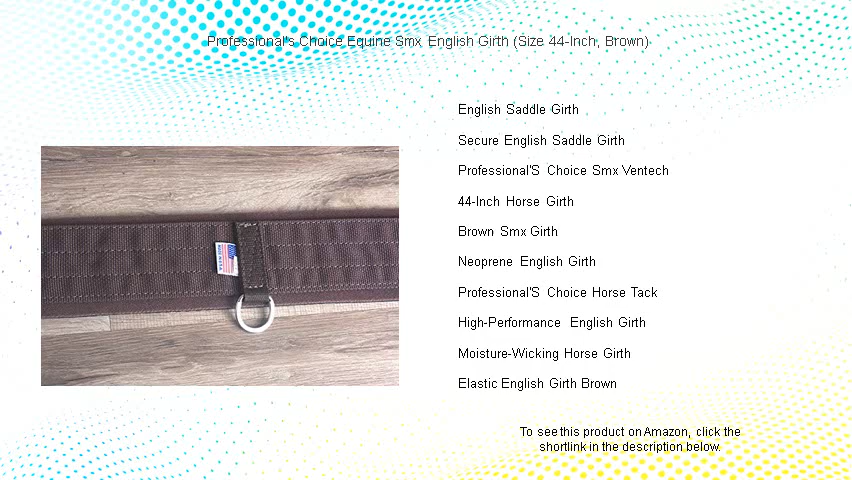 Professional's Choice Equine Smx English Girth (Size 44-Inch, Brown)
English Saddle Girth
Secure English Saddle Girth
Professional'S Choice Smx Ventech
44-Inch Horse Girth
Brown Smx Girth
Neoprene English Girth
Professional'S Choice Horse Tack
High-Performance English Girth
Moisture-Wicking Horse Girth
Elastic English Girth Brown
To see this product on Amazon, click the
shortlink in the description below.